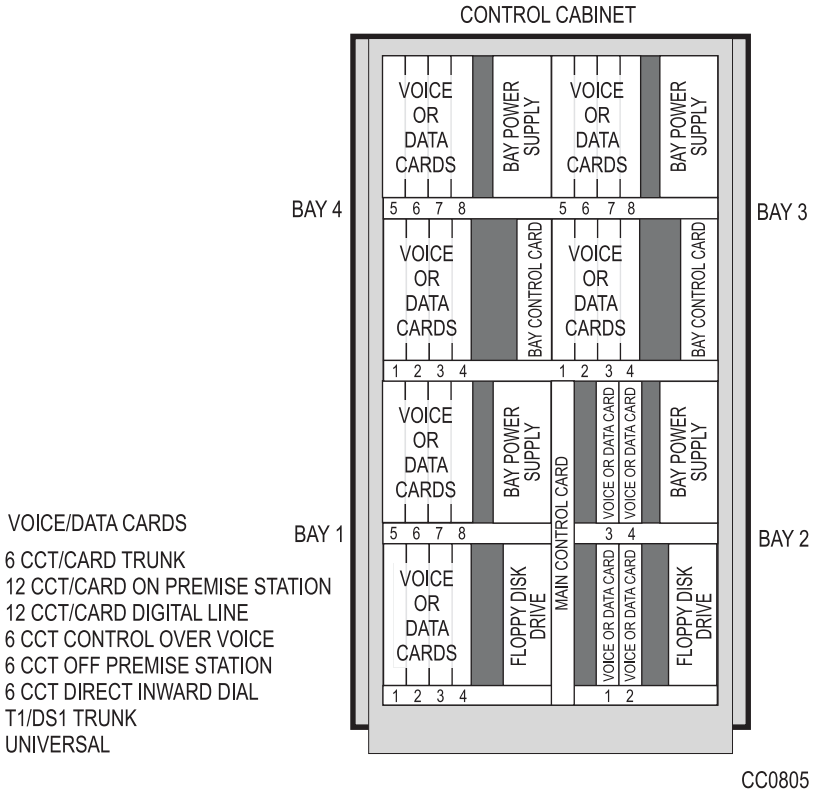 CONTROL CABINET
VOICE
OR
DATA
CARDS
BAY POWER
SUPPLY
VOICE
OR
DATA
CARDS
BAY POWER
SUPPLY
BAY 4
5 6 7 8
5 6 7 8
BAY 3
VOICE
OR
DATA
CARDS
BAY CONTROL CARD
VOICE
OR
DATA
CARDS
BAY CONTROL CARD
1 2 3 4
1 2 3 4
VOICE
OR
DATA
CARDS
BAY POWER
SUPPLY
MAIN CONTROL CARD
VOICE OR DATA CARD
VOICE OR DATA CARD
BAY POWER
SUPPLY
BAY 1
5 6 7 8
3 4
BAY 2
VOICE
OR
DATA
CARDS
FLOPPY DISK
DRIVE
VOICE OR DATA CARD
VOICE OR DATA CARD
FLOPPY DISK
DRIVE
1 2 3 4
1 2
VOICE/DATA CARDS
6 CCT/CARD TRUNK
12 CCT/CARD ON PREMISE STATION
12 CCT/CARD DIGITAL LINE
6 CCT CONTROL OVER VOICE
6 CCT OFF PREMISE STATION
6 CCT DIRECT INWARD DIAL
T1/DS1 TRUNK
UNIVERSAL
CC0805